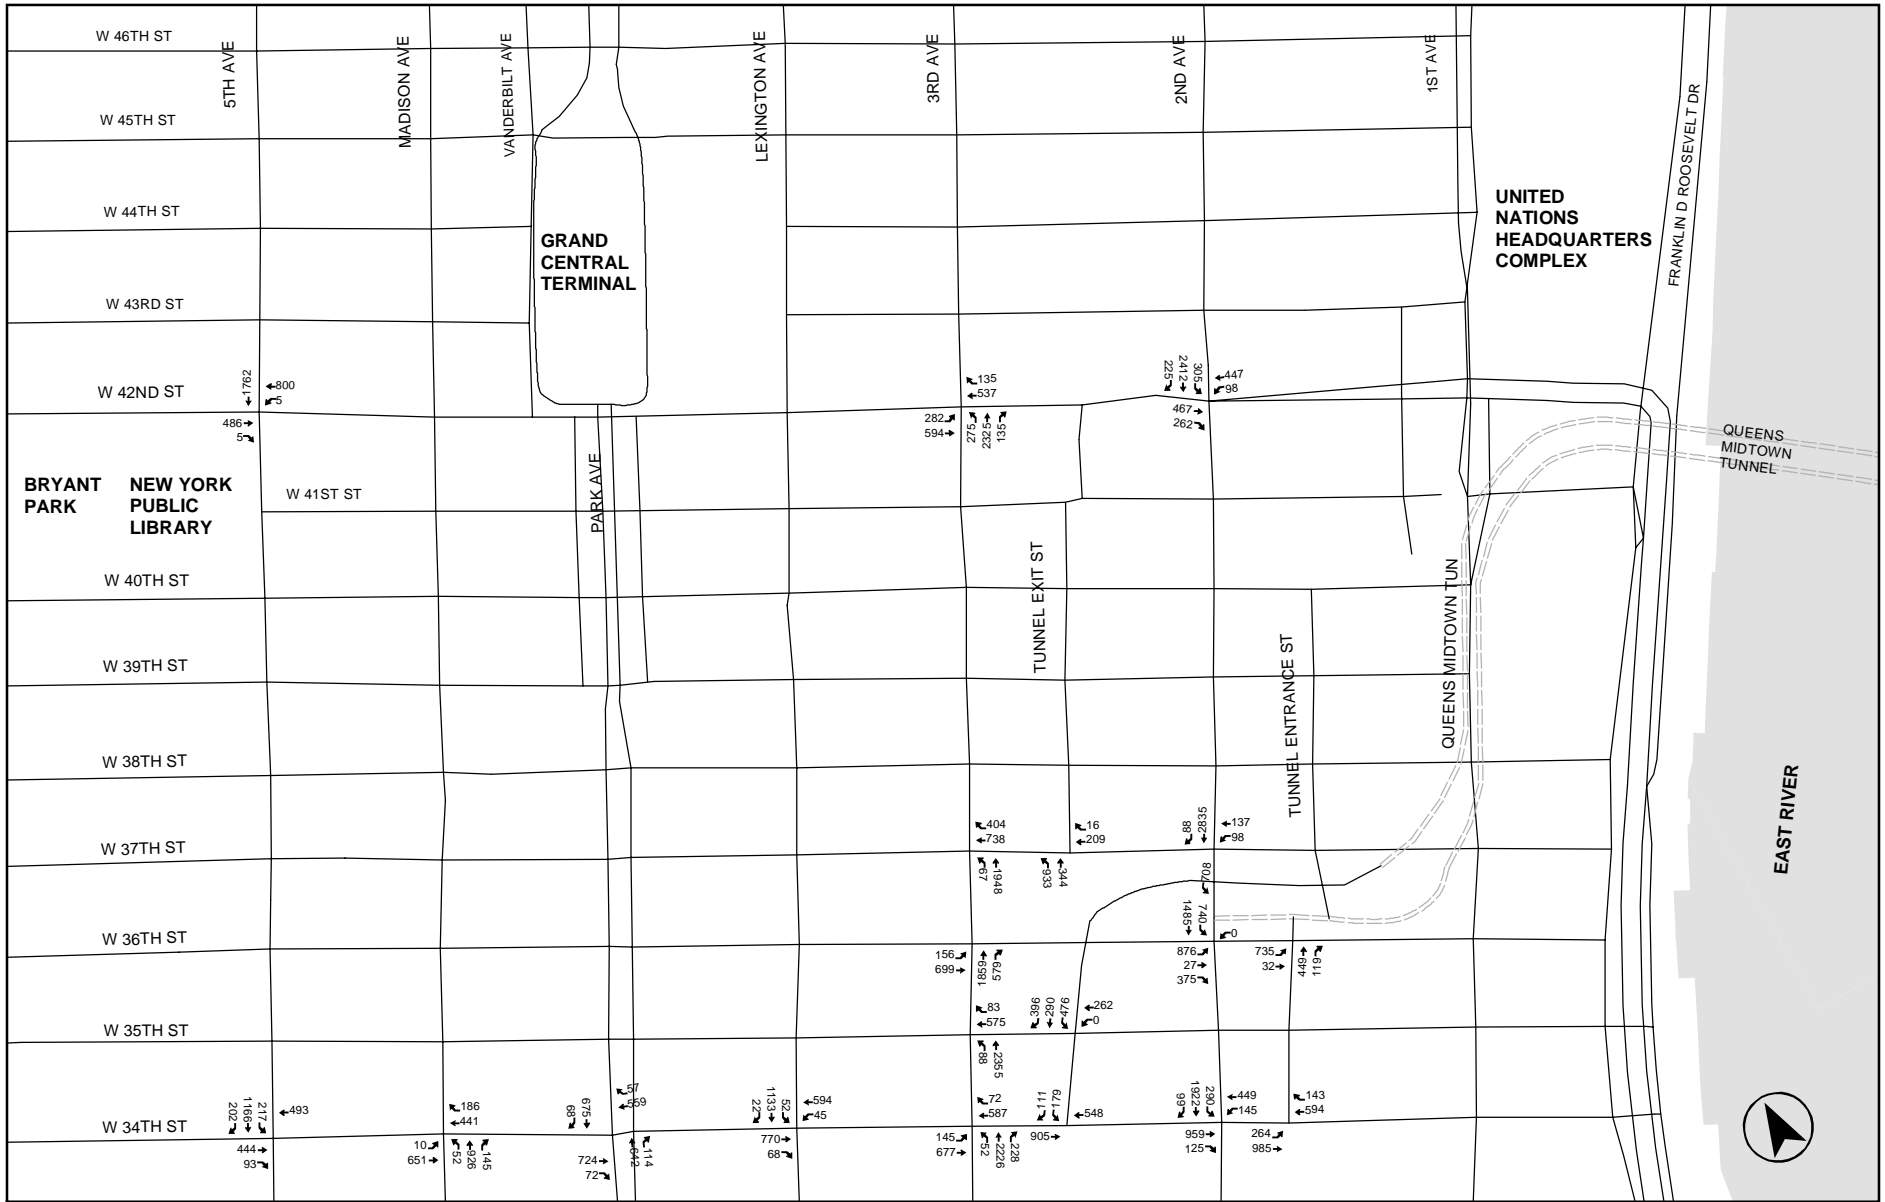 W 46TH ST
5TH AVE
MADISON AVE
VANDERBILT AVE
LEXINGTON AVE
3RD AVE
2ND AVE
1ST AVE
FRANKLIN D ROOSEVELT DR
W 45TH ST
W 44TH ST
UNITED
NATIONS
HEADQUARTERS
COMPLEX
GRAND
CENTRAL
TERMINAL
W 43RD ST
W 42ND ST
1762
800
5
486
5
135
537
282
594
275
2325
135
225
2412
305
447
98
467
262
QUEENS
MIDTOWN
TUNNEL
BRYANT
PARK
NEW YORK
PUBLIC
LIBRARY
W 41ST ST
PARK AVE
W 40TH ST
TUNNEL EXIT ST
QUEENS MIDTOWN TUN
W 39TH ST
TUNNEL ENTRANCE ST
W 38TH ST
EAST RIVER
W 37TH ST
404
738
67
1948
16
209
933
344
88
2835
137
98
708
W 36TH ST
1485
740
0
156
699
1859
579
876
27
375
735
32
449
119
W 35TH ST
83
575
88
2355
396
290
476
262
0
W 34TH ST
202
1166
217
493
444
93
186
441
10
651
52
926
145
68
675
57
559
724
72
642
114
22
1133
52
594
45
770
68
72
587
145
677
52
2226
228
111
179
548
905
99
1922
290
449
145
959
125
143
594
264
985